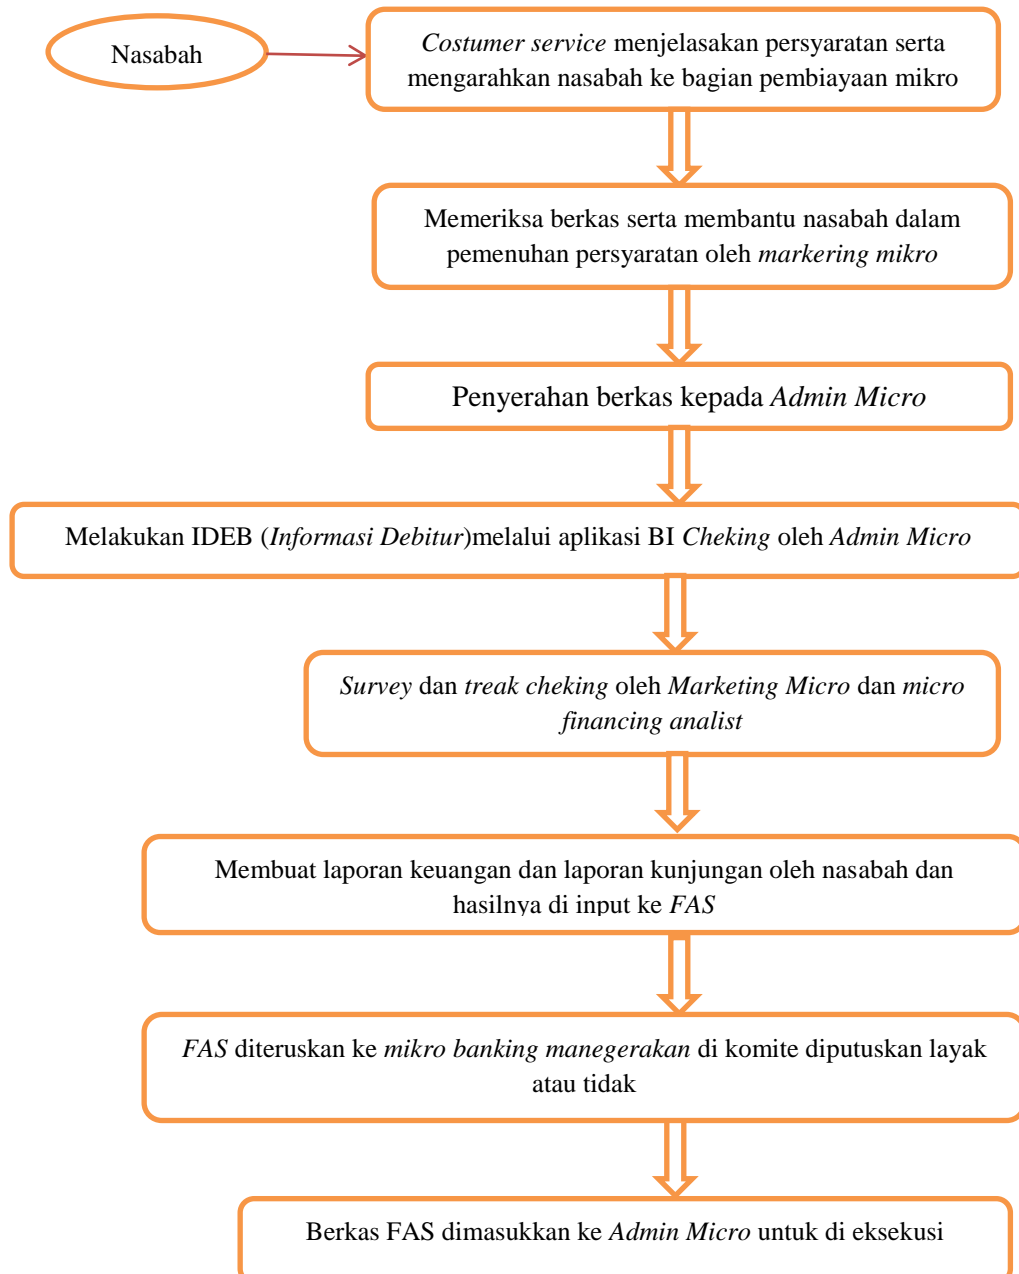 Nasabah
Costumer service menjelasakan persyaratan serta
mengarahkan nasabah ke bagian pembiayaan mikro
Memeriksa berkas serta membantu nasabah dalam
pemenuhan persyaratan oleh markering mikro
Penyerahan berkas kepada Admin Micro
Melakukan IDEB (Informasi Debitur)melalui aplikasi BI Cheking oleh Admin Micro
Survey dan treak cheking oleh Marketing Micro dan micro
financing analist
Membuat laporan keuangan dan laporan kunjungan oleh nasabah dan
hasilnya di input ke FAS
FAS diteruskan ke mikro banking manegerakan di komite diputuskan layak
atau tidak
Berkas FAS dimasukkan ke Admin Micro untuk di eksekusi